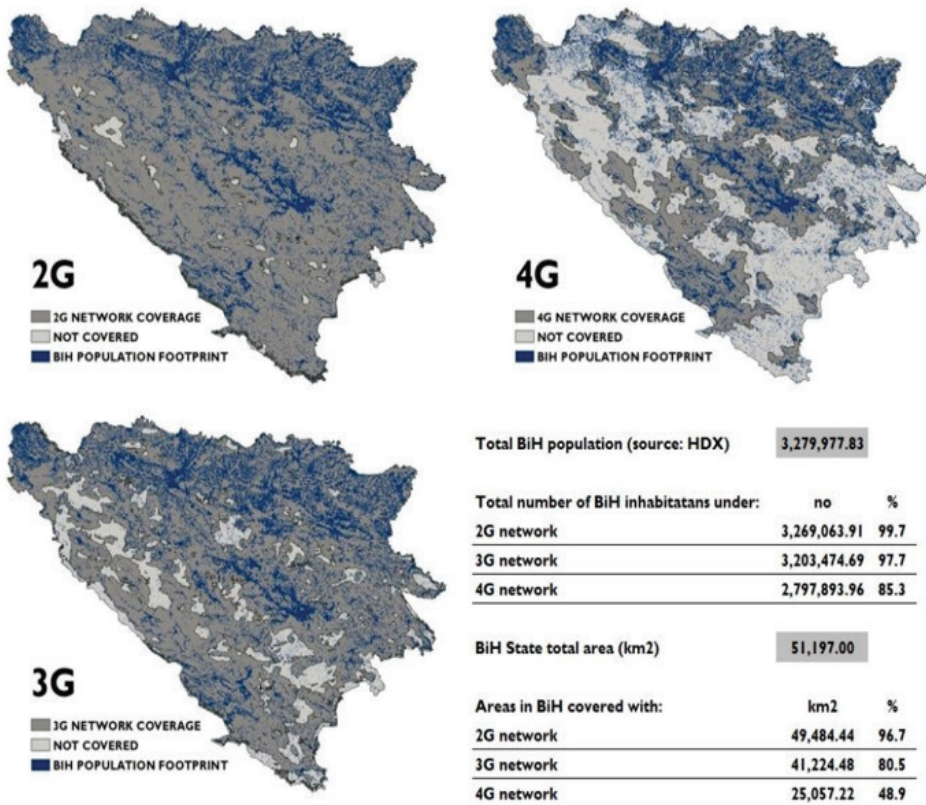 2G
2G NETWORK COVERAGE
NOT COVERED
BIH POPULATION FOOTPRINT
4G
4G NETWORK COVERAGE
NOT COVERED
BIH POPULATION FOOTPRINT
3G
3G NETWORK COVERAGE
NOT COVERED
BIH POPULATION FOOTPRINT
Total BiH population (source: HDX) 3,279,977.83
Total number of BiH inhabitatans under: no %
2G network 3,269,063.91 99.7
3G network 3,203,474.69 97.7
4G network 2,797,893.96 85.3
BiH State total area (km2) 51,197.00
Areas in BiH covered with: km2 %
2G network 49,484.44 96.7
3G network 41,224.48 80.5
4G network 25,057.22 48.9